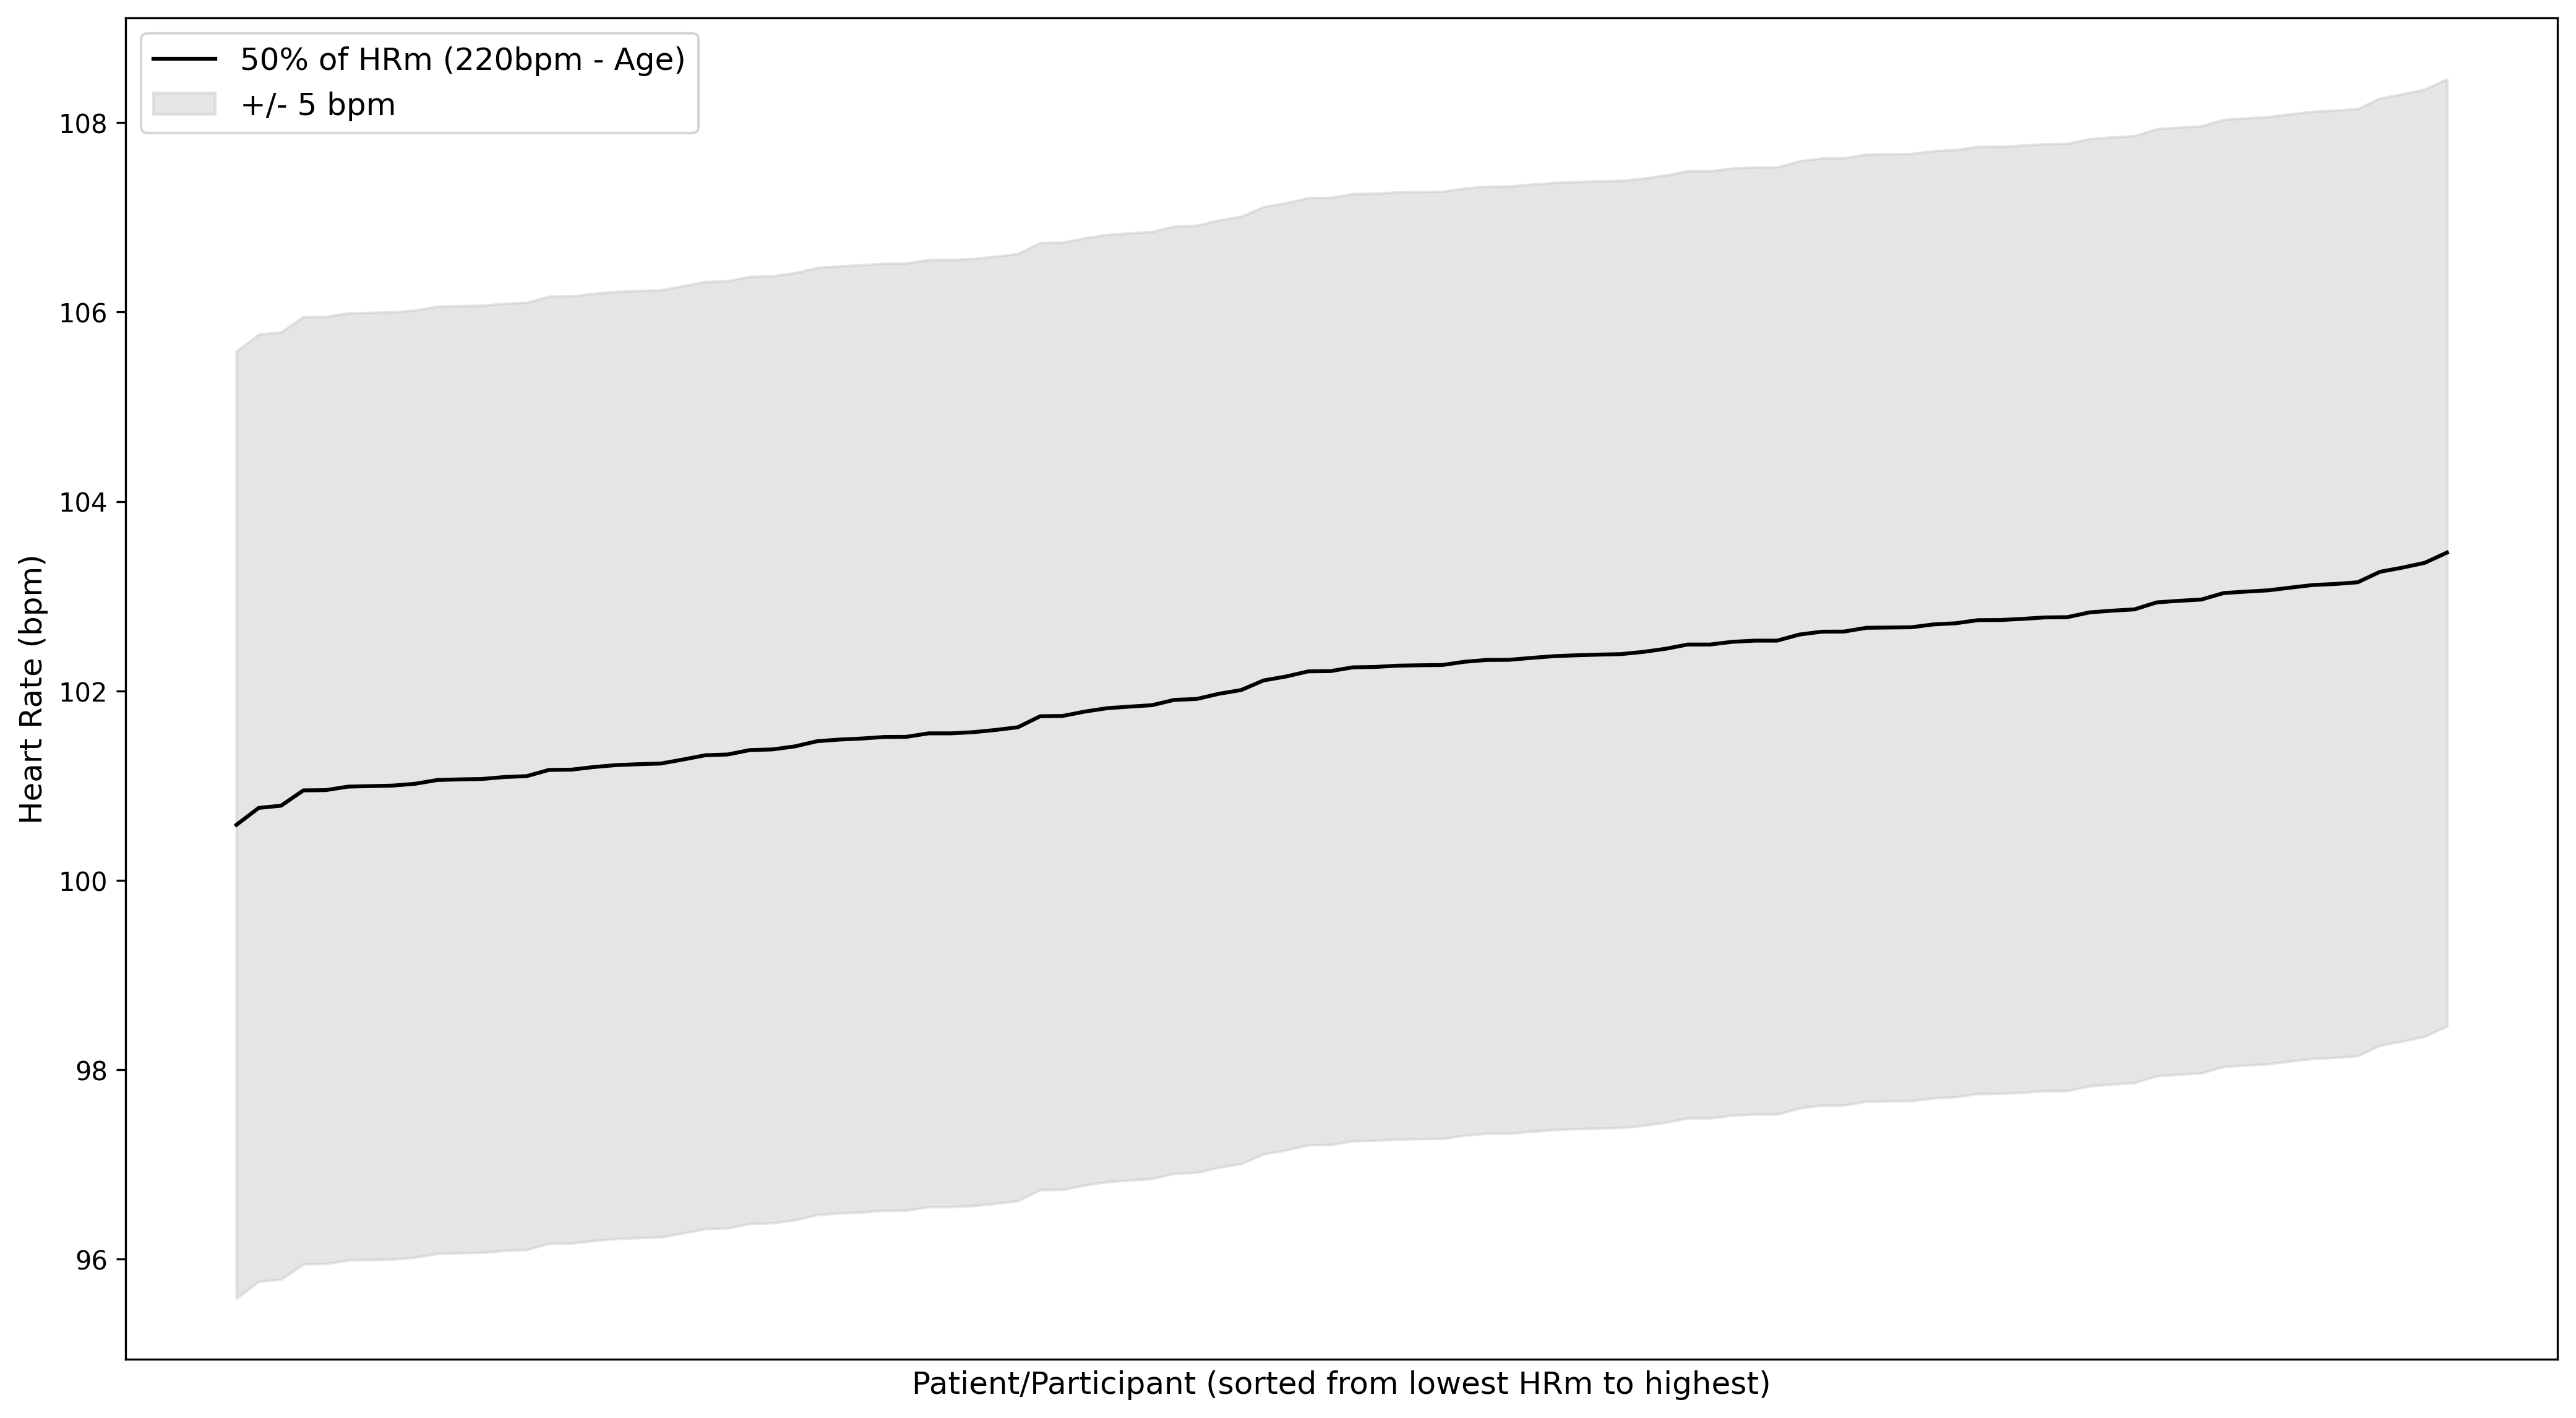 50% of HRm (220bpm - Age)
+/- 5 bpm
108
106
104
102
100
98
96
Heart Rate (bpm)
Patient/Participant (sorted from lowest HRm to highest)